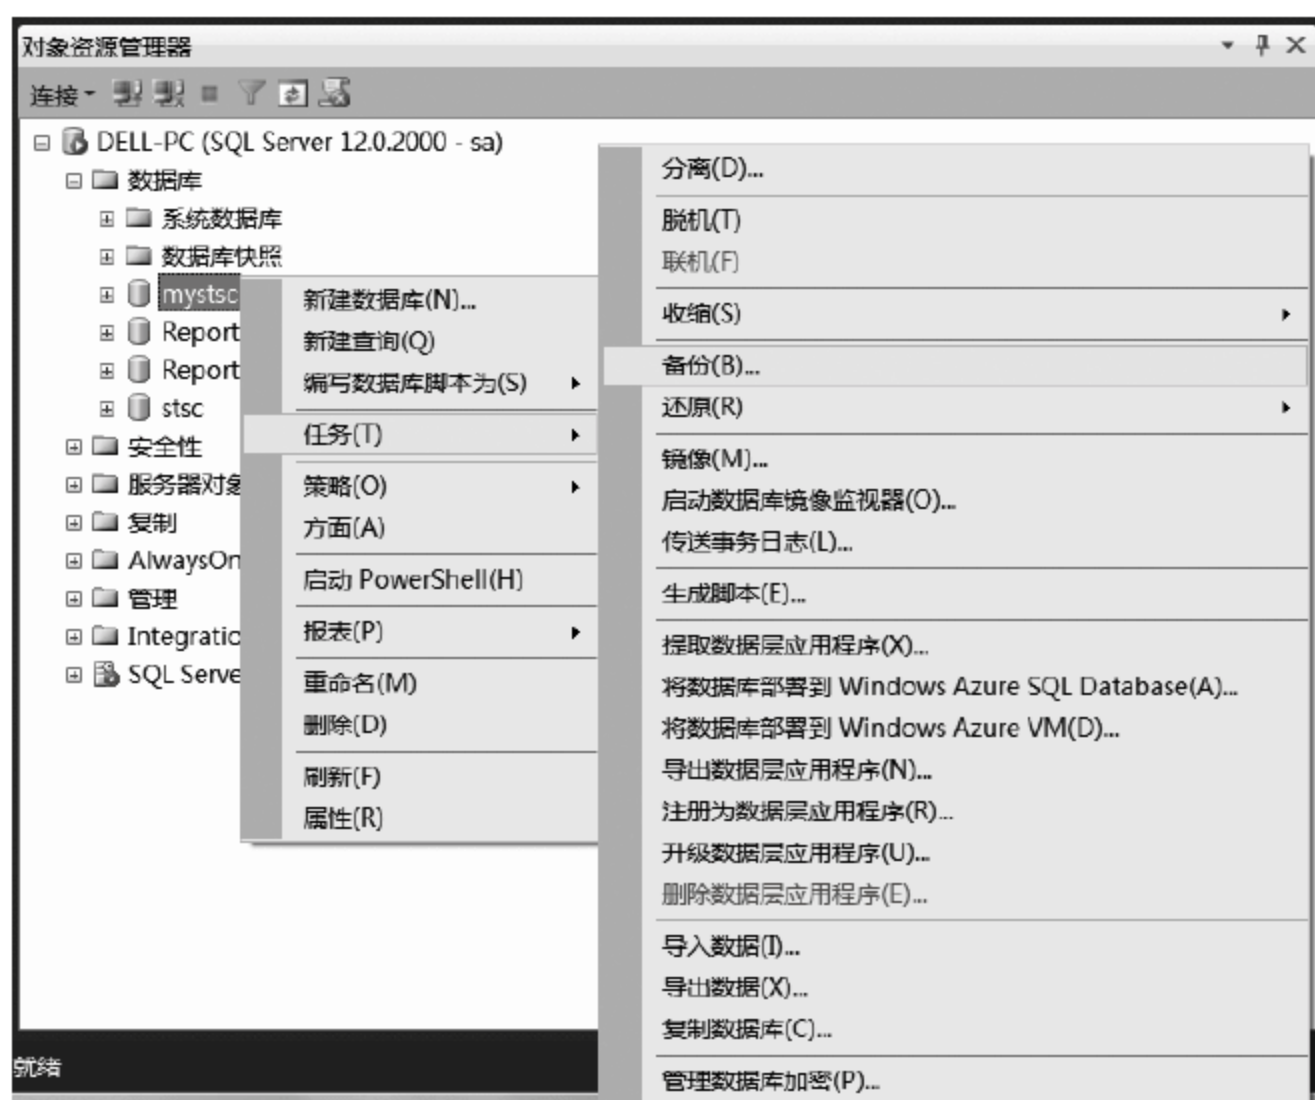 对象资源管理器
连接
DELL-PC (SQL Server 12.0.2000 - sa)
数据库
系统数据库
数据库快照
mystsc
Report
Report
stsc
安全性
服务器对象
复制
AlwaysOn
管理
Integratio
SQL Serve
新建数据库(N)...
新建查询(Q)
编写数据库脚本为(S)
任务(T)
策略(O)
方面(A)
启动 PowerShell(H)
报表(P)
重命名(M)
删除(D)
刷新(F)
属性(R)
分离(D)...
脱机(T)
联机(F)
收缩(S)
备份(B)...
还原(R)
镜像(M)...
启动数据库镜像监视器(O)...
传送事务日志(L)...
生成脚本(E)...
提取数据层应用程序(X)...
将数据库部署到 Windows Azure SQL Database(A)...
将数据库部署到 Windows Azure VM(D)...
导出数据层应用程序(N)...
注册为数据层应用程序(R)...
升级数据层应用程序(U)...
删除数据层应用程序(E)...
导入数据(I)...
导出数据(X)...
复制数据库(C)...
管理数据库加密(P)...
就绪